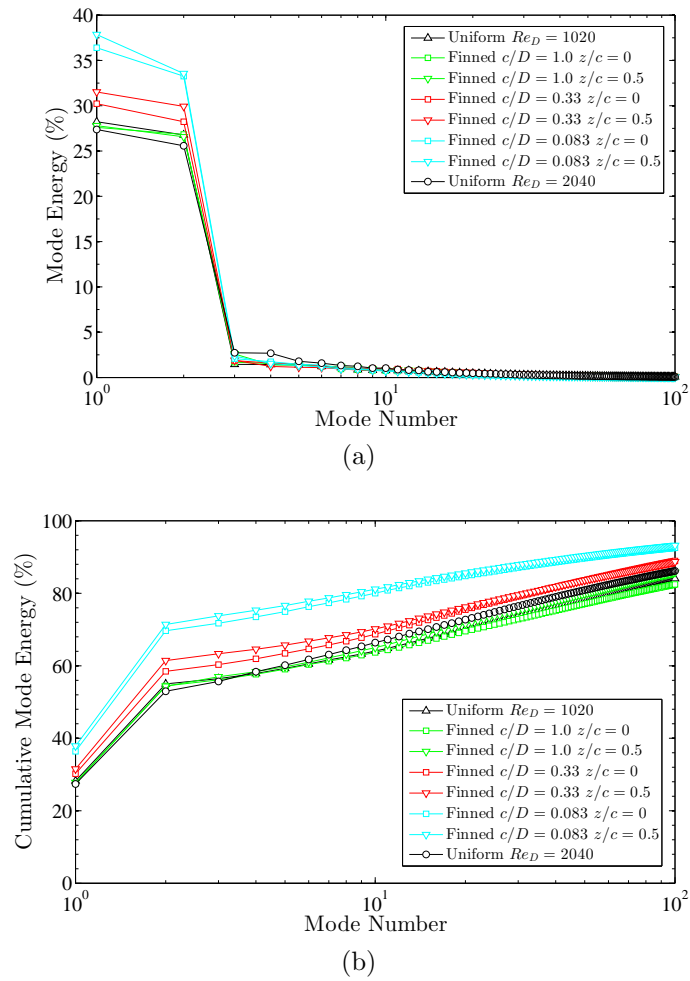 45
40
35
30
25
20
15
10
5
0
Mode Energy (%)
Uniform Re_D = 1020
Finned c/D = 1.0 z/c = 0
Finned c/D = 1.0 z/c = 0.5
Finned c/D = 0.33 z/c = 0
Finned c/D = 0.33 z/c = 0.5
Finned c/D = 0.083 z/c = 0
Finned c/D = 0.083 z/c = 0.5
Uniform Re_D = 2040
10^0 10^1 10^2
Mode Number
(a)
100
80
60
40
20
0
Cumulative Mode Energy (%)
Uniform Re_D = 1020
Finned c/D = 1.0 z/c = 0
Finned c/D = 1.0 z/c = 0.5
Finned c/D = 0.33 z/c = 0
Finned c/D = 0.33 z/c = 0.5
Finned c/D = 0.083 z/c = 0
Finned c/D = 0.083 z/c = 0.5
Uniform Re_D = 2040
10^0 10^1 10^2
Mode Number
(b)